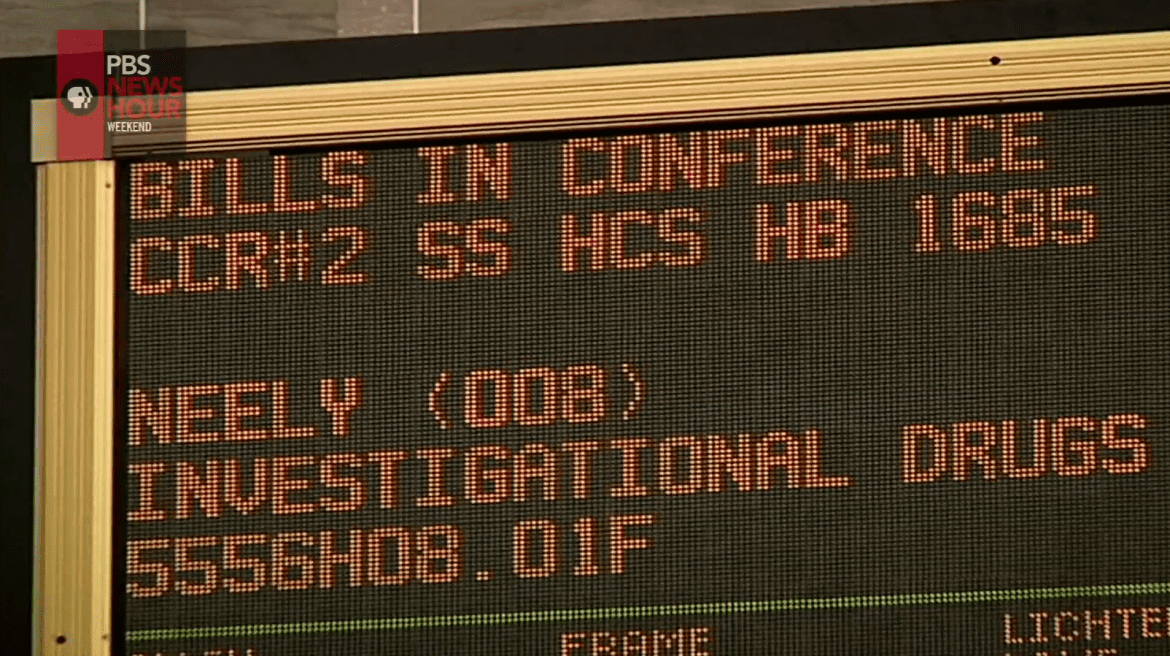 PBS
NEWS
HOUR
WEEKEND
BILLS IN CONFERENCE
CCR#2 SS HCS HB 1685
NEELY (008)
INVESTIGATIONAL DRUGS
5556H08.01F
FRAME